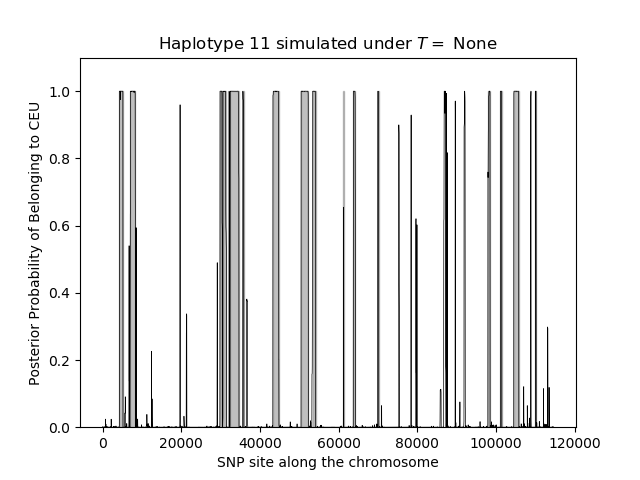 Haplotype 11 simulated under T = None
Posterior Probability of Belonging to CEU
1.0
0.8
0.6
0.4
0.2
0.0
0 20000 40000 60000 80000 100000 120000
SNP site along the chromosome